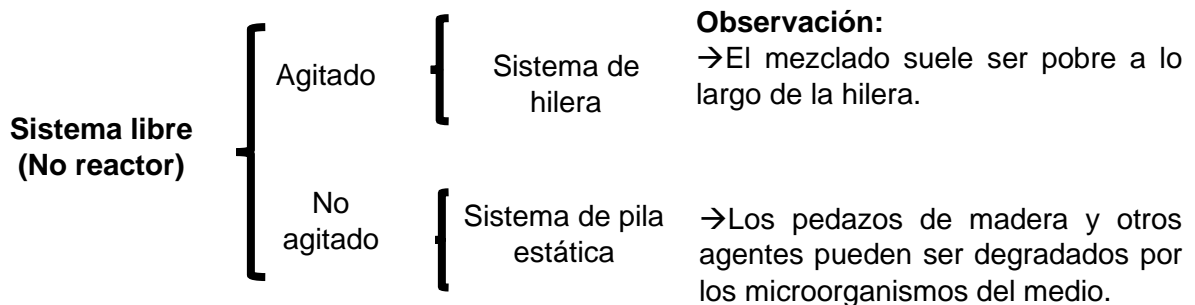 Sistema libre
(No reactor)
Agitado
Sistema de
hilera
Observación:
→El mezclado suele ser pobre a lo
largo de la hilera.
No
agitado
Sistema de pila
estática
→Los pedazos de madera y otros
agentes pueden ser degradados por
los microorganismos del medio.